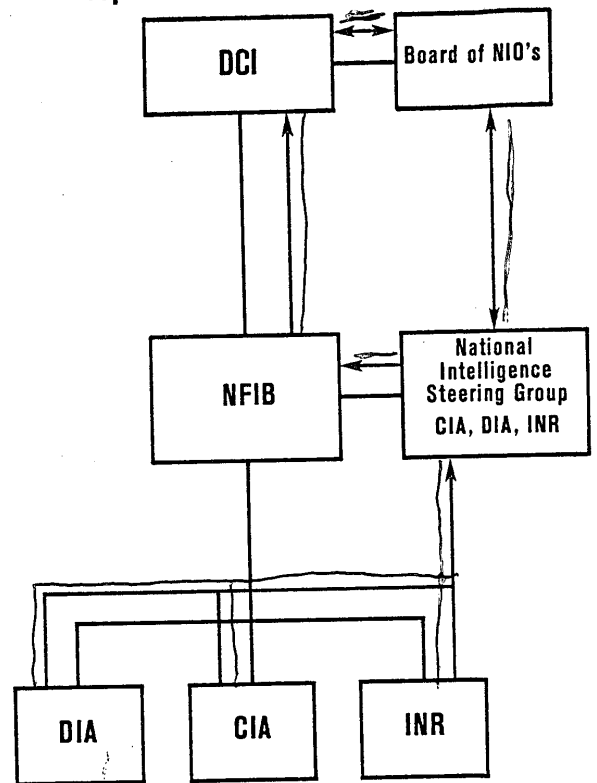 DCI
Board of NIO's
NFIB
National
Intelligence
Steering Group
CIA, DIA, INR
DIA
CIA
INR